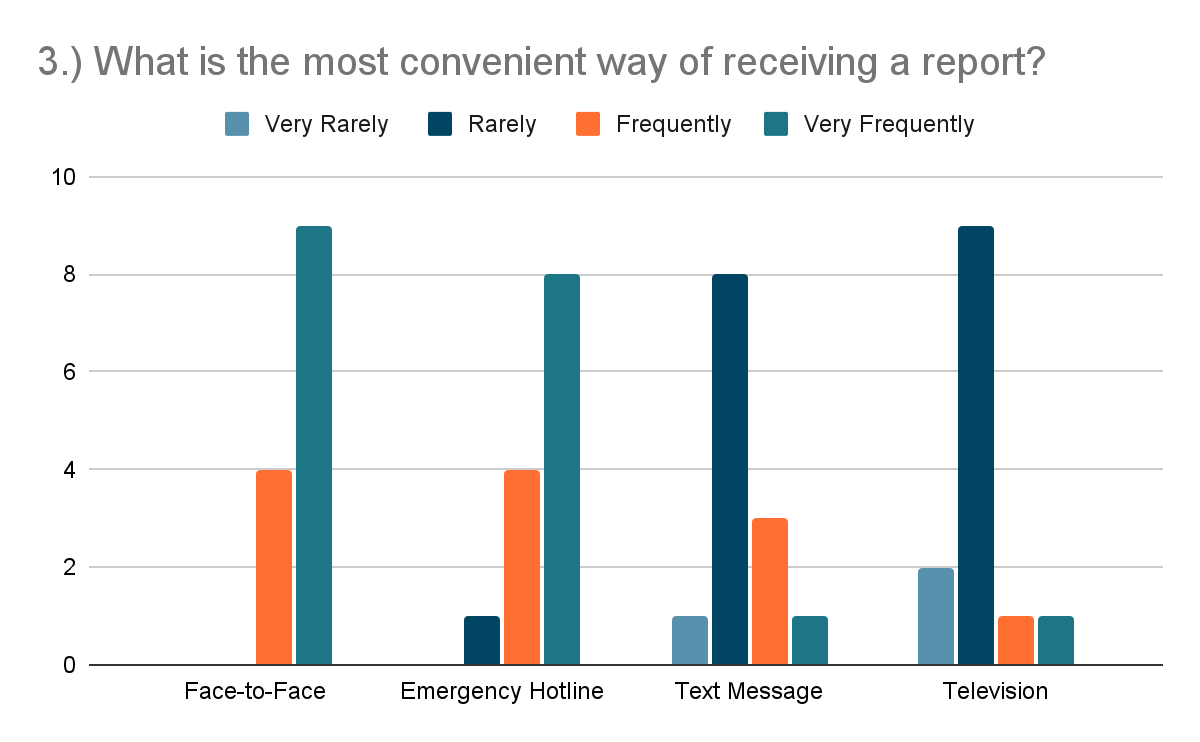 3.) What is the most convenient way of receiving a report?
Very Rarely Rarely Frequently Very Frequently
10
8
6
4
2
0
Face-to-Face Emergency Hotline Text Message Television